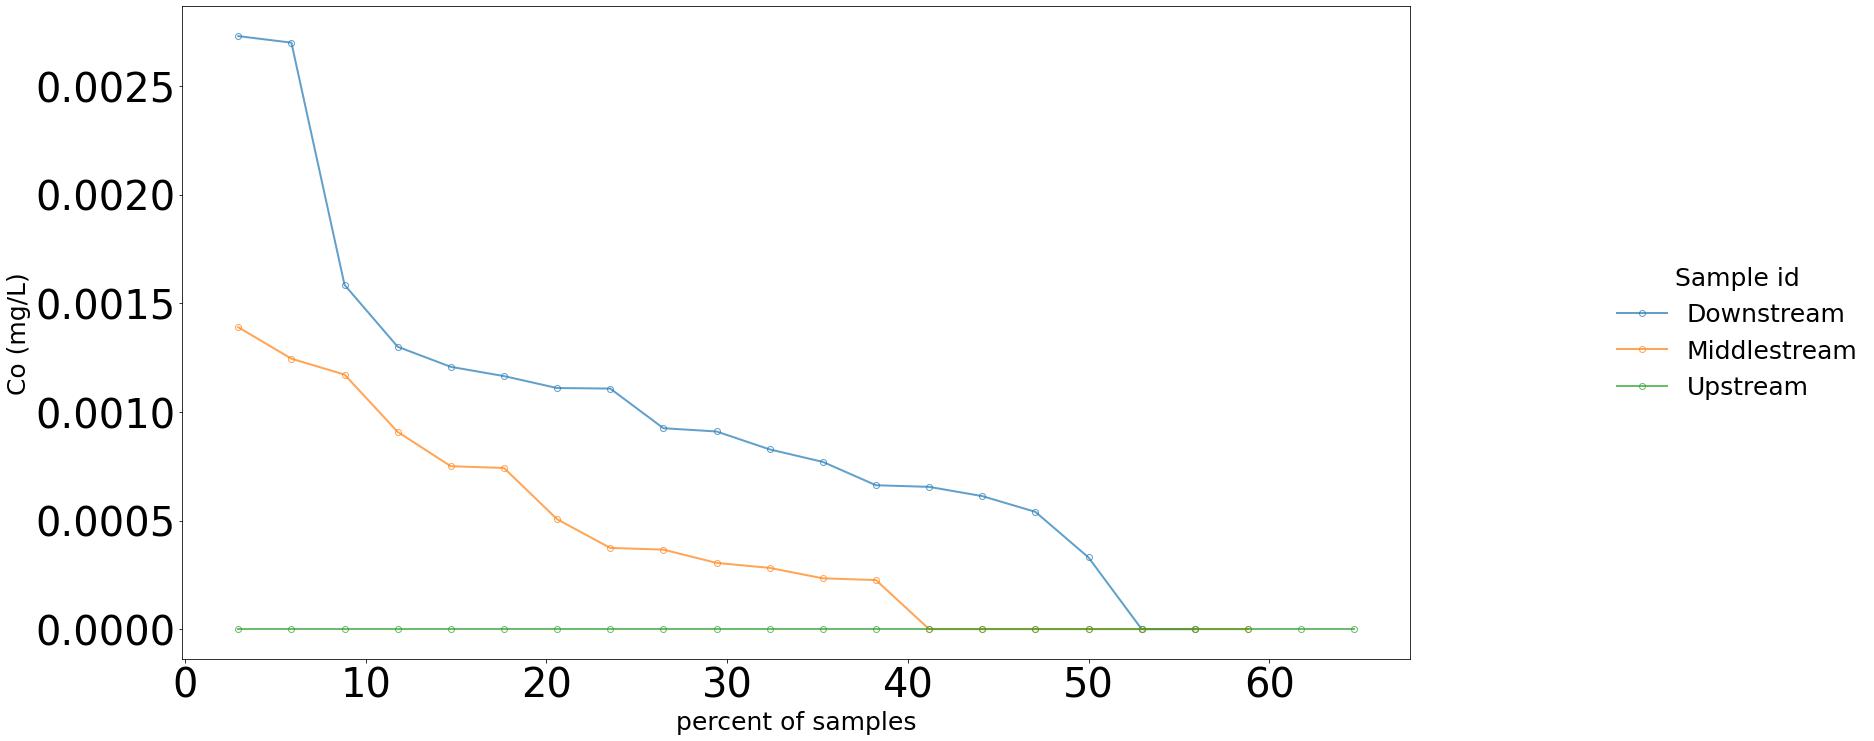 0.0025
0.0020
0.0015
0.0010
0.0005
0.0000
Co (mg/L)
0 10 20 30 40 50 60
percent of samples
Sample id
Downstream
Middlestream
Upstream